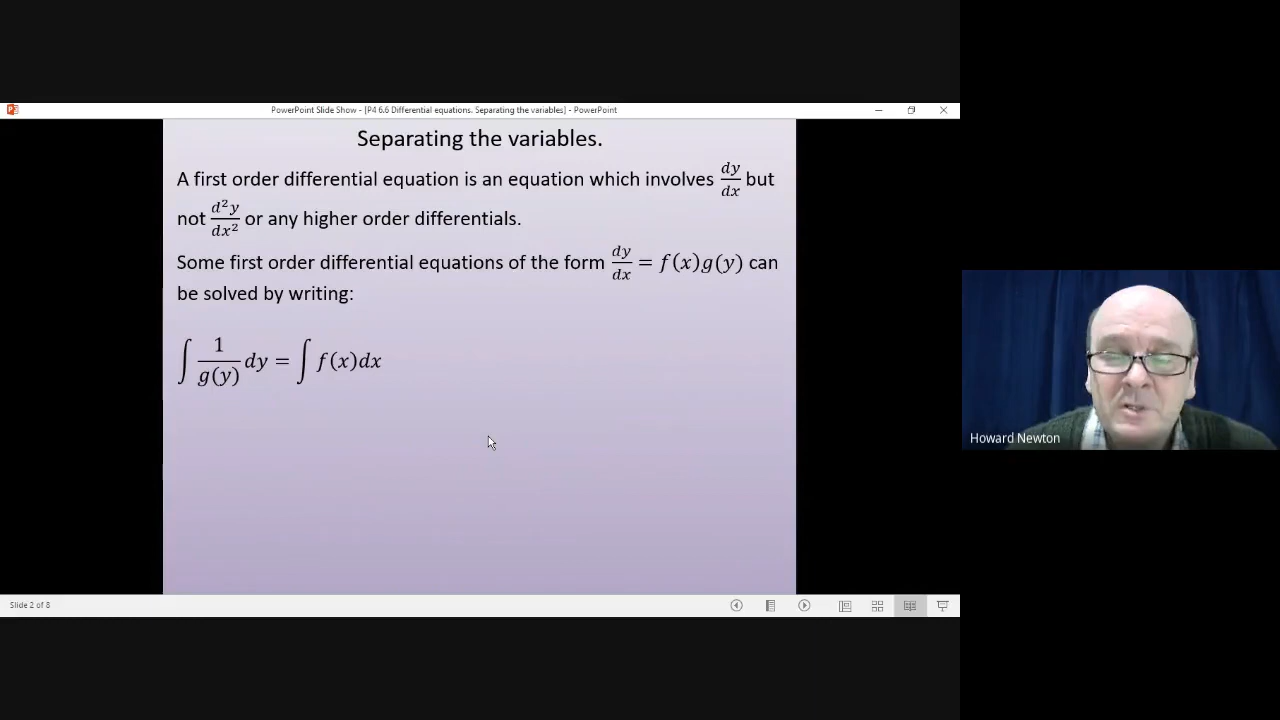 PowerPoint Slide Show - [P4 6.6 Differential equations. Separating the variables] - PowerPoint
Separating the variables.
A first order differential equation is an equation which involves dy/dx but
not d²y/dx² or any higher order differentials.
Some first order differential equations of the form dy/dx = f(x)g(y) can
be solved by writing:
∫ 1/g(y) dy = ∫ f(x)dx
Howard Newton
Slide 2 of 8